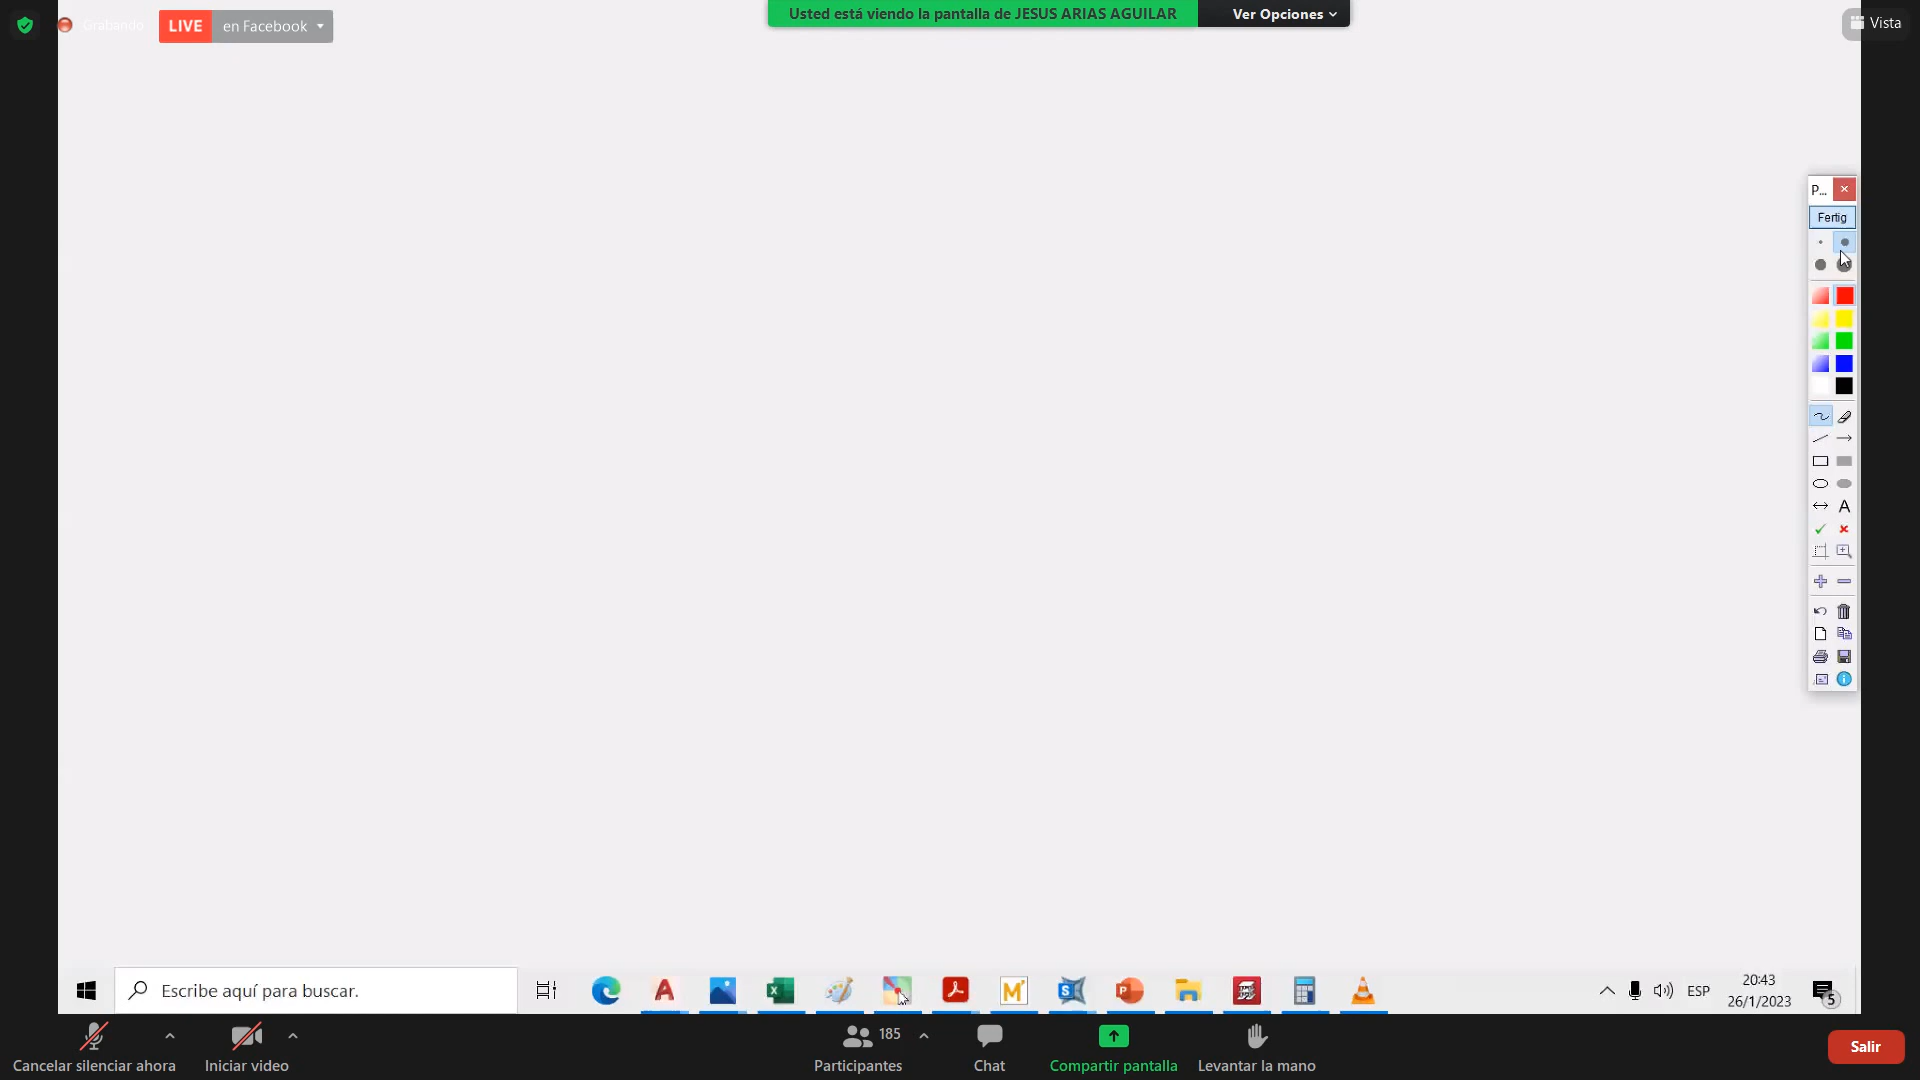 Grabando
LIVE en Facebook
Usted está viendo la pantalla de JESUS ARIAS AGUILAR
Ver Opciones
Vista
P...
Fertig
A
Escribe aquí para buscar.
ESP
20:43
26/1/2023
5
Cancelar silenciar ahora
Iniciar video
185
Participantes
Chat
Compartir pantalla
Levantar la mano
Salir